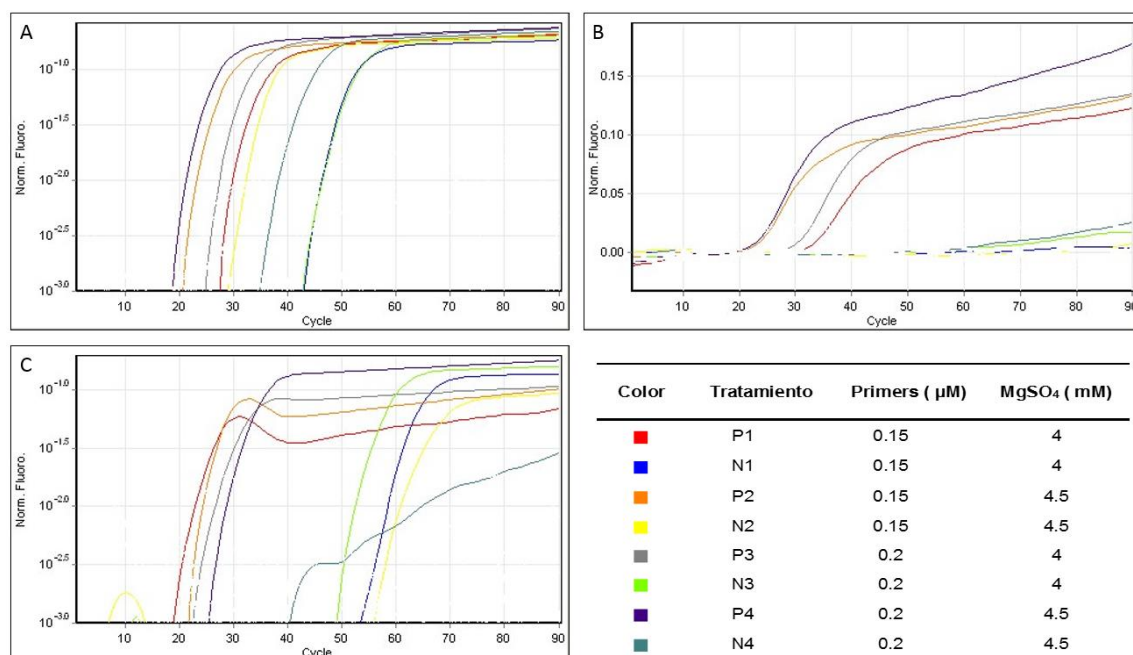 A
10^-1.0
10^-1.5
10^-2.0
10^-2.5
10^-3.0
Norm. Fluoro.
10 20 30 40 50 60 70 80 90
Cycle
B
0.15
0.10
0.05
0.00
Norm. Fluoro.
10 20 30 40 50 60 70 80 90
Cycle
C
10^-1.0
10^-1.5
10^-2.0
10^-2.5
10^-3.0
Norm. Fluoro.
10 20 30 40 50 60 70 80 90
Cycle
Color Tratamiento Primers ( µM) MgSO₄ ( mM)
P1 0.15 4
N1 0.15 4
P2 0.15 4.5
N2 0.15 4.5
P3 0.2 4
N3 0.2 4
P4 0.2 4.5
N4 0.2 4.5